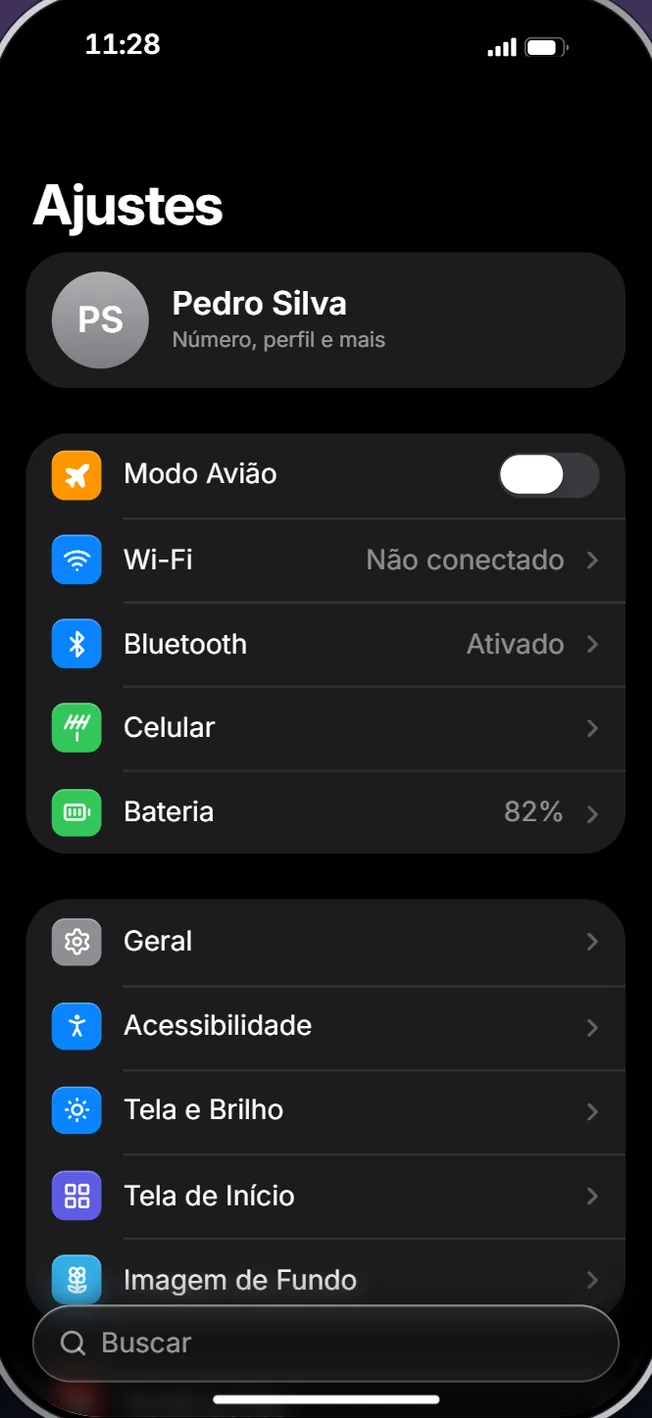 11:28
Ajustes
PS
Pedro Silva
Número, perfil e mais
Modo Avião
Wi-Fi Não conectado
Bluetooth Ativado
Celular
Bateria 82%
Geral
Acessibilidade
Tela e Brilho
Tela de Início
Imagem de Fundo
Buscar